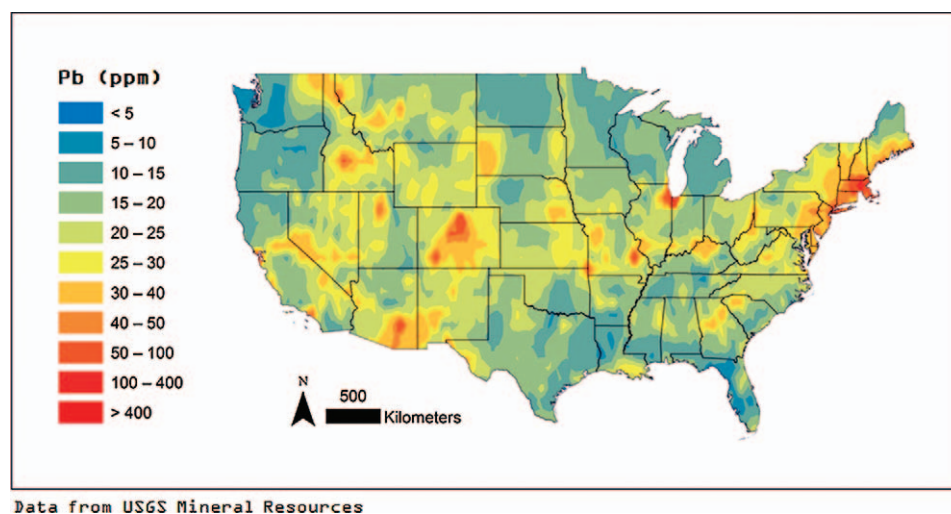 Pb (ppm)
< 5
5 – 10
10 – 15
15 – 20
20 – 25
25 – 30
30 – 40
40 – 50
50 – 100
100 – 400
> 400
N
500
Kilometers
Data from USGS Mineral Resources